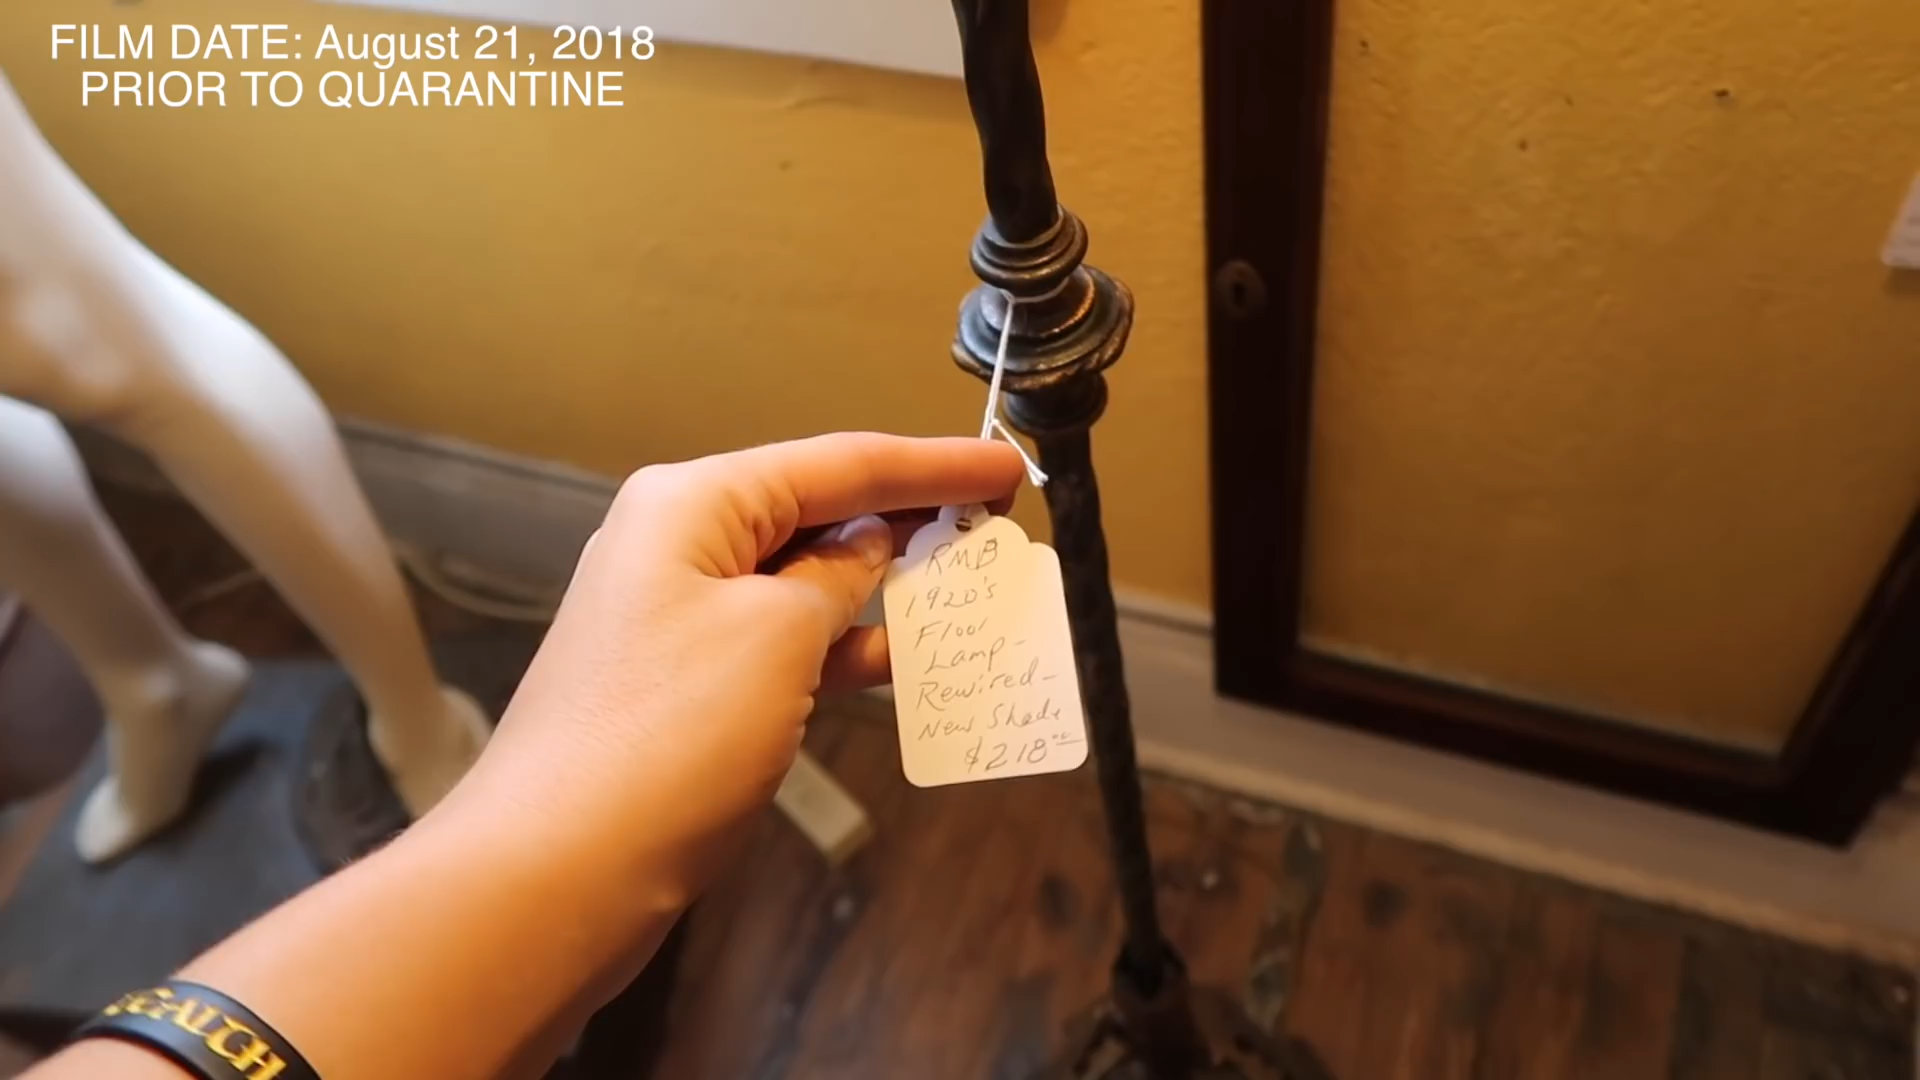 FILM DATE: August 21, 2018
PRIOR TO QUARANTINE
RMB
1920's
Floor
Lamp-
Rewired-
New Shade
$218.00